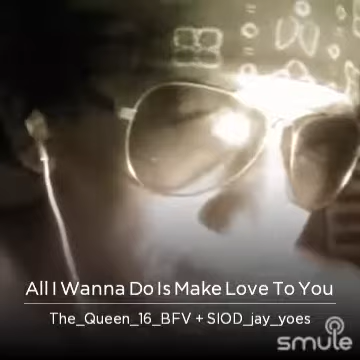 All I Wanna Do Is Make Love To You
The_Queen_16_BFV + SIOD_jay_yoes
smule